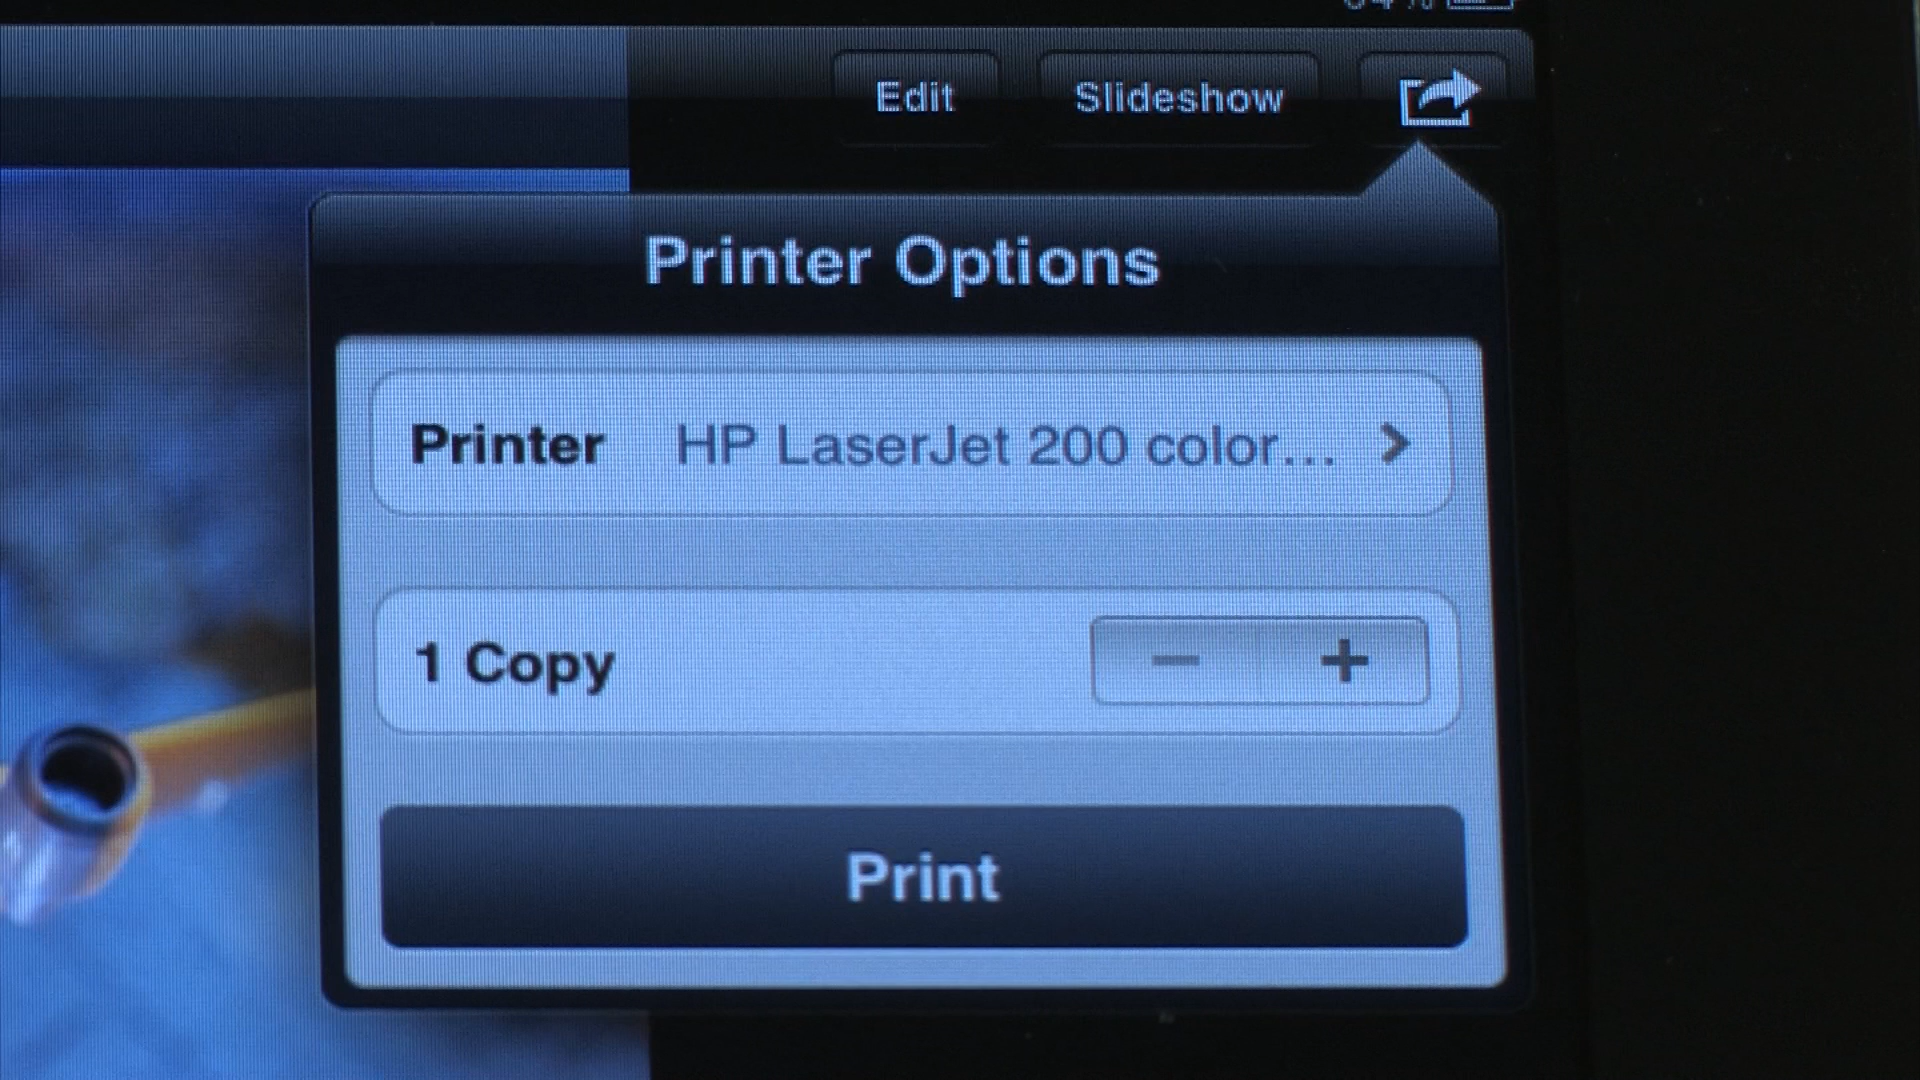 Edit Slideshow
Printer Options
Printer HP LaserJet 200 color...
1 Copy − +
Print